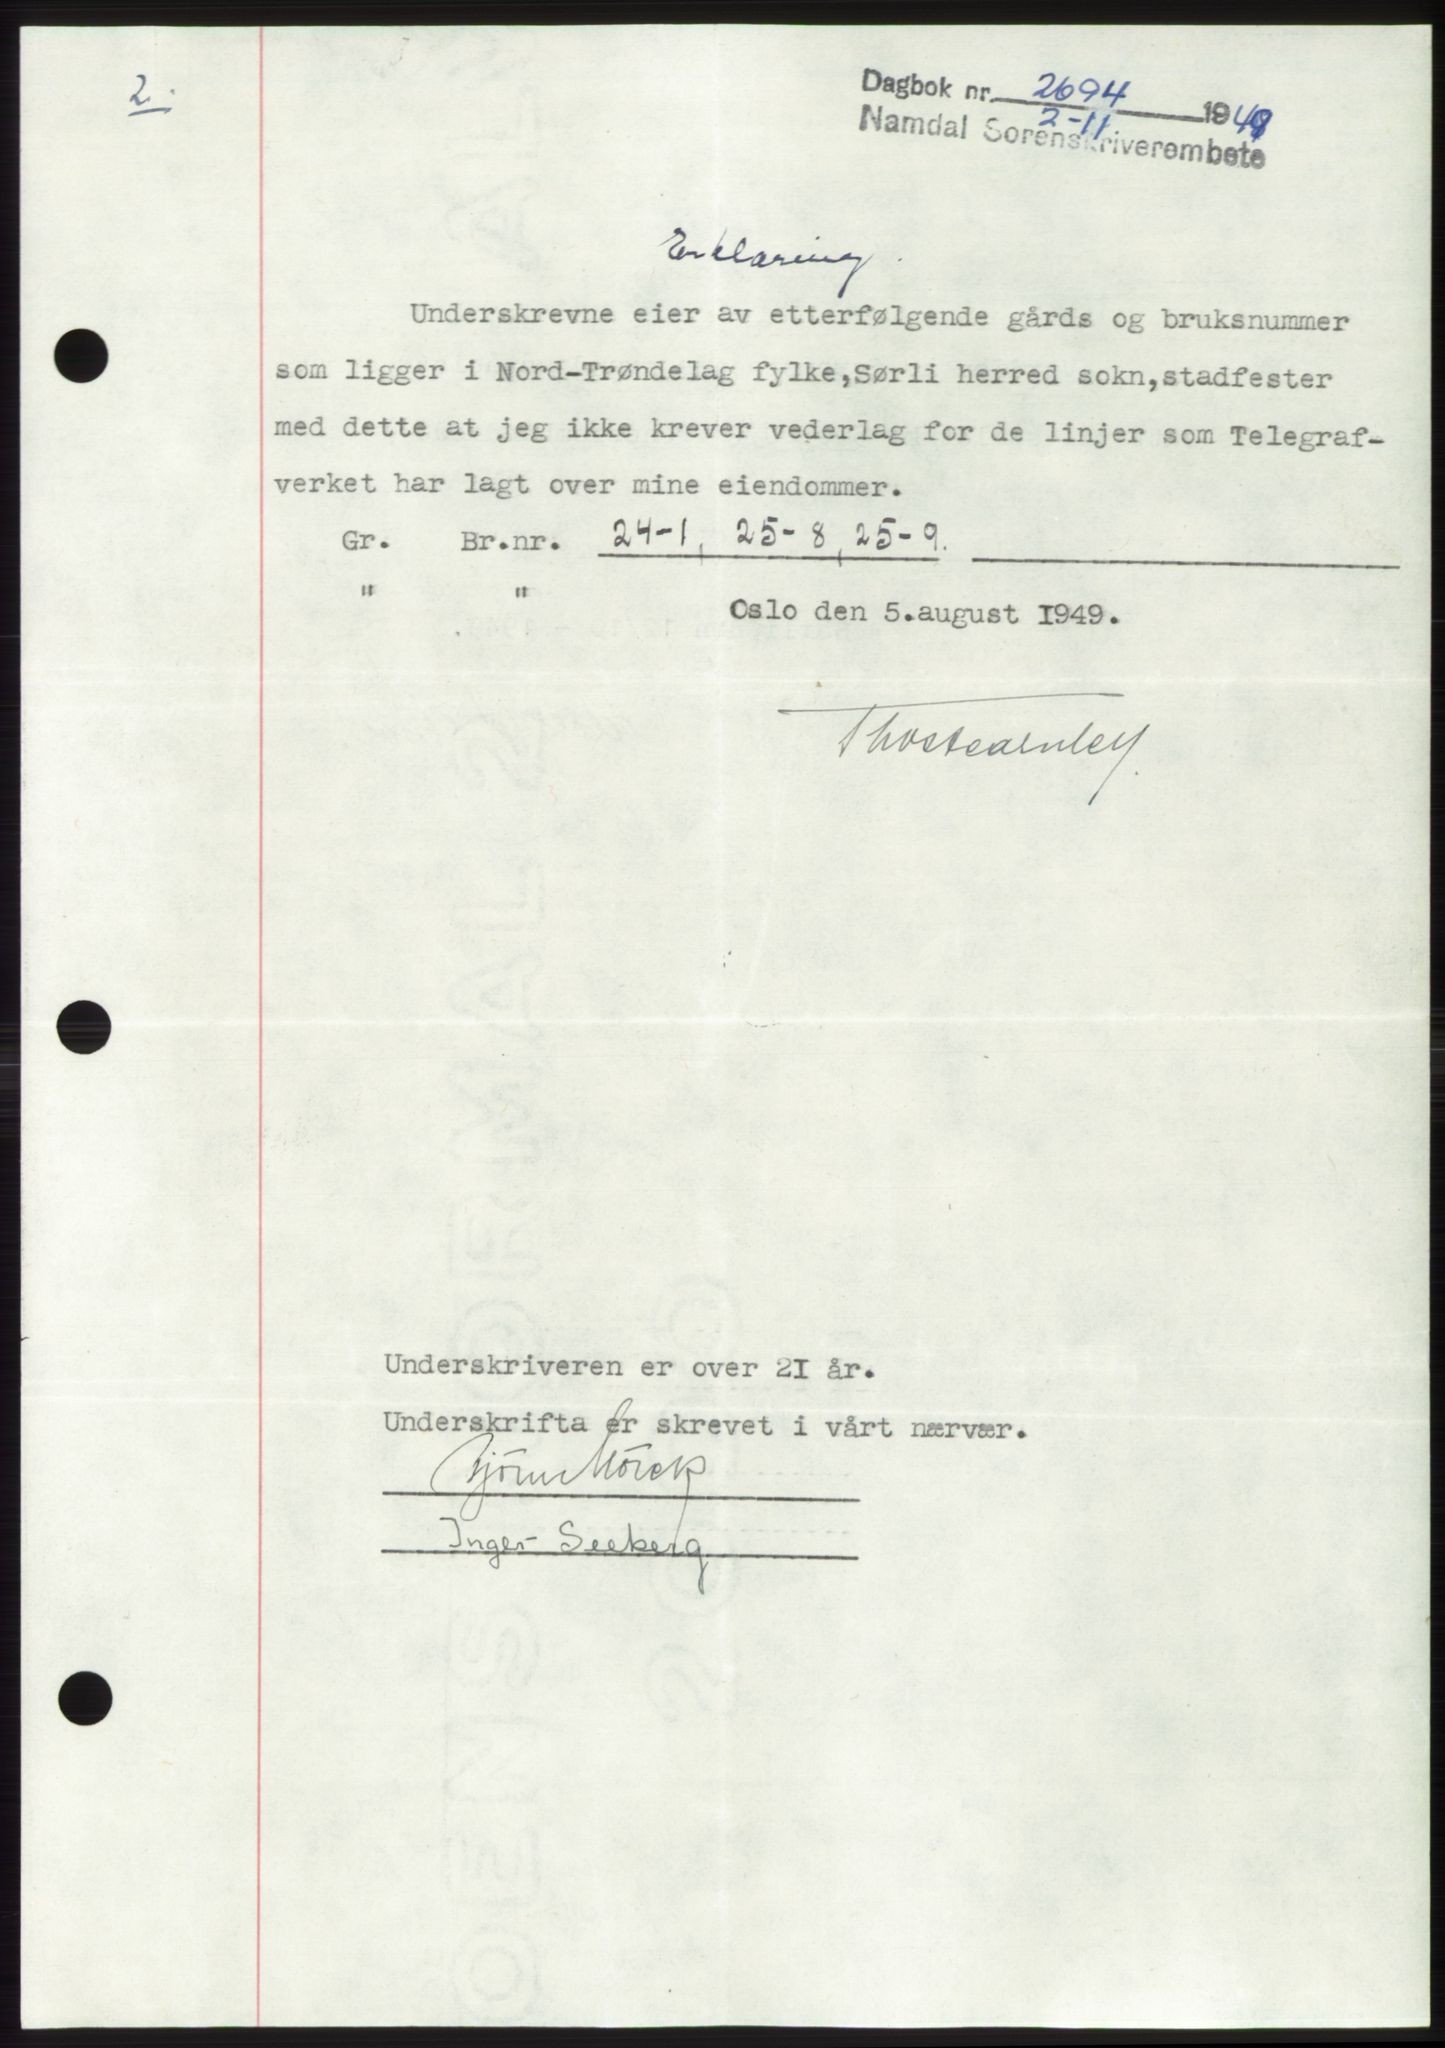 2.
Dagbok nr. 2694 1949
2-11
Namdal Sorenskriverembete
Erklæring.
Underskrevne eier av etterfølgende gårds og bruksnummer
som ligger i Nord-Trøndelag fylke,Sørli herred sokn,stadfester
med dette at jeg ikke krever vederlag for de linjer som Telegraf-
verket har lagt over mine eiendommer.
Gr. Br.nr. 24-1, 25-8, 25-9.
" "
Oslo den 5.august 1949.
Underskriveren er over 21 år.
Underskrifta er skrevet i vårt nærvær.
Bjørn Mörck
Inger Seeberg